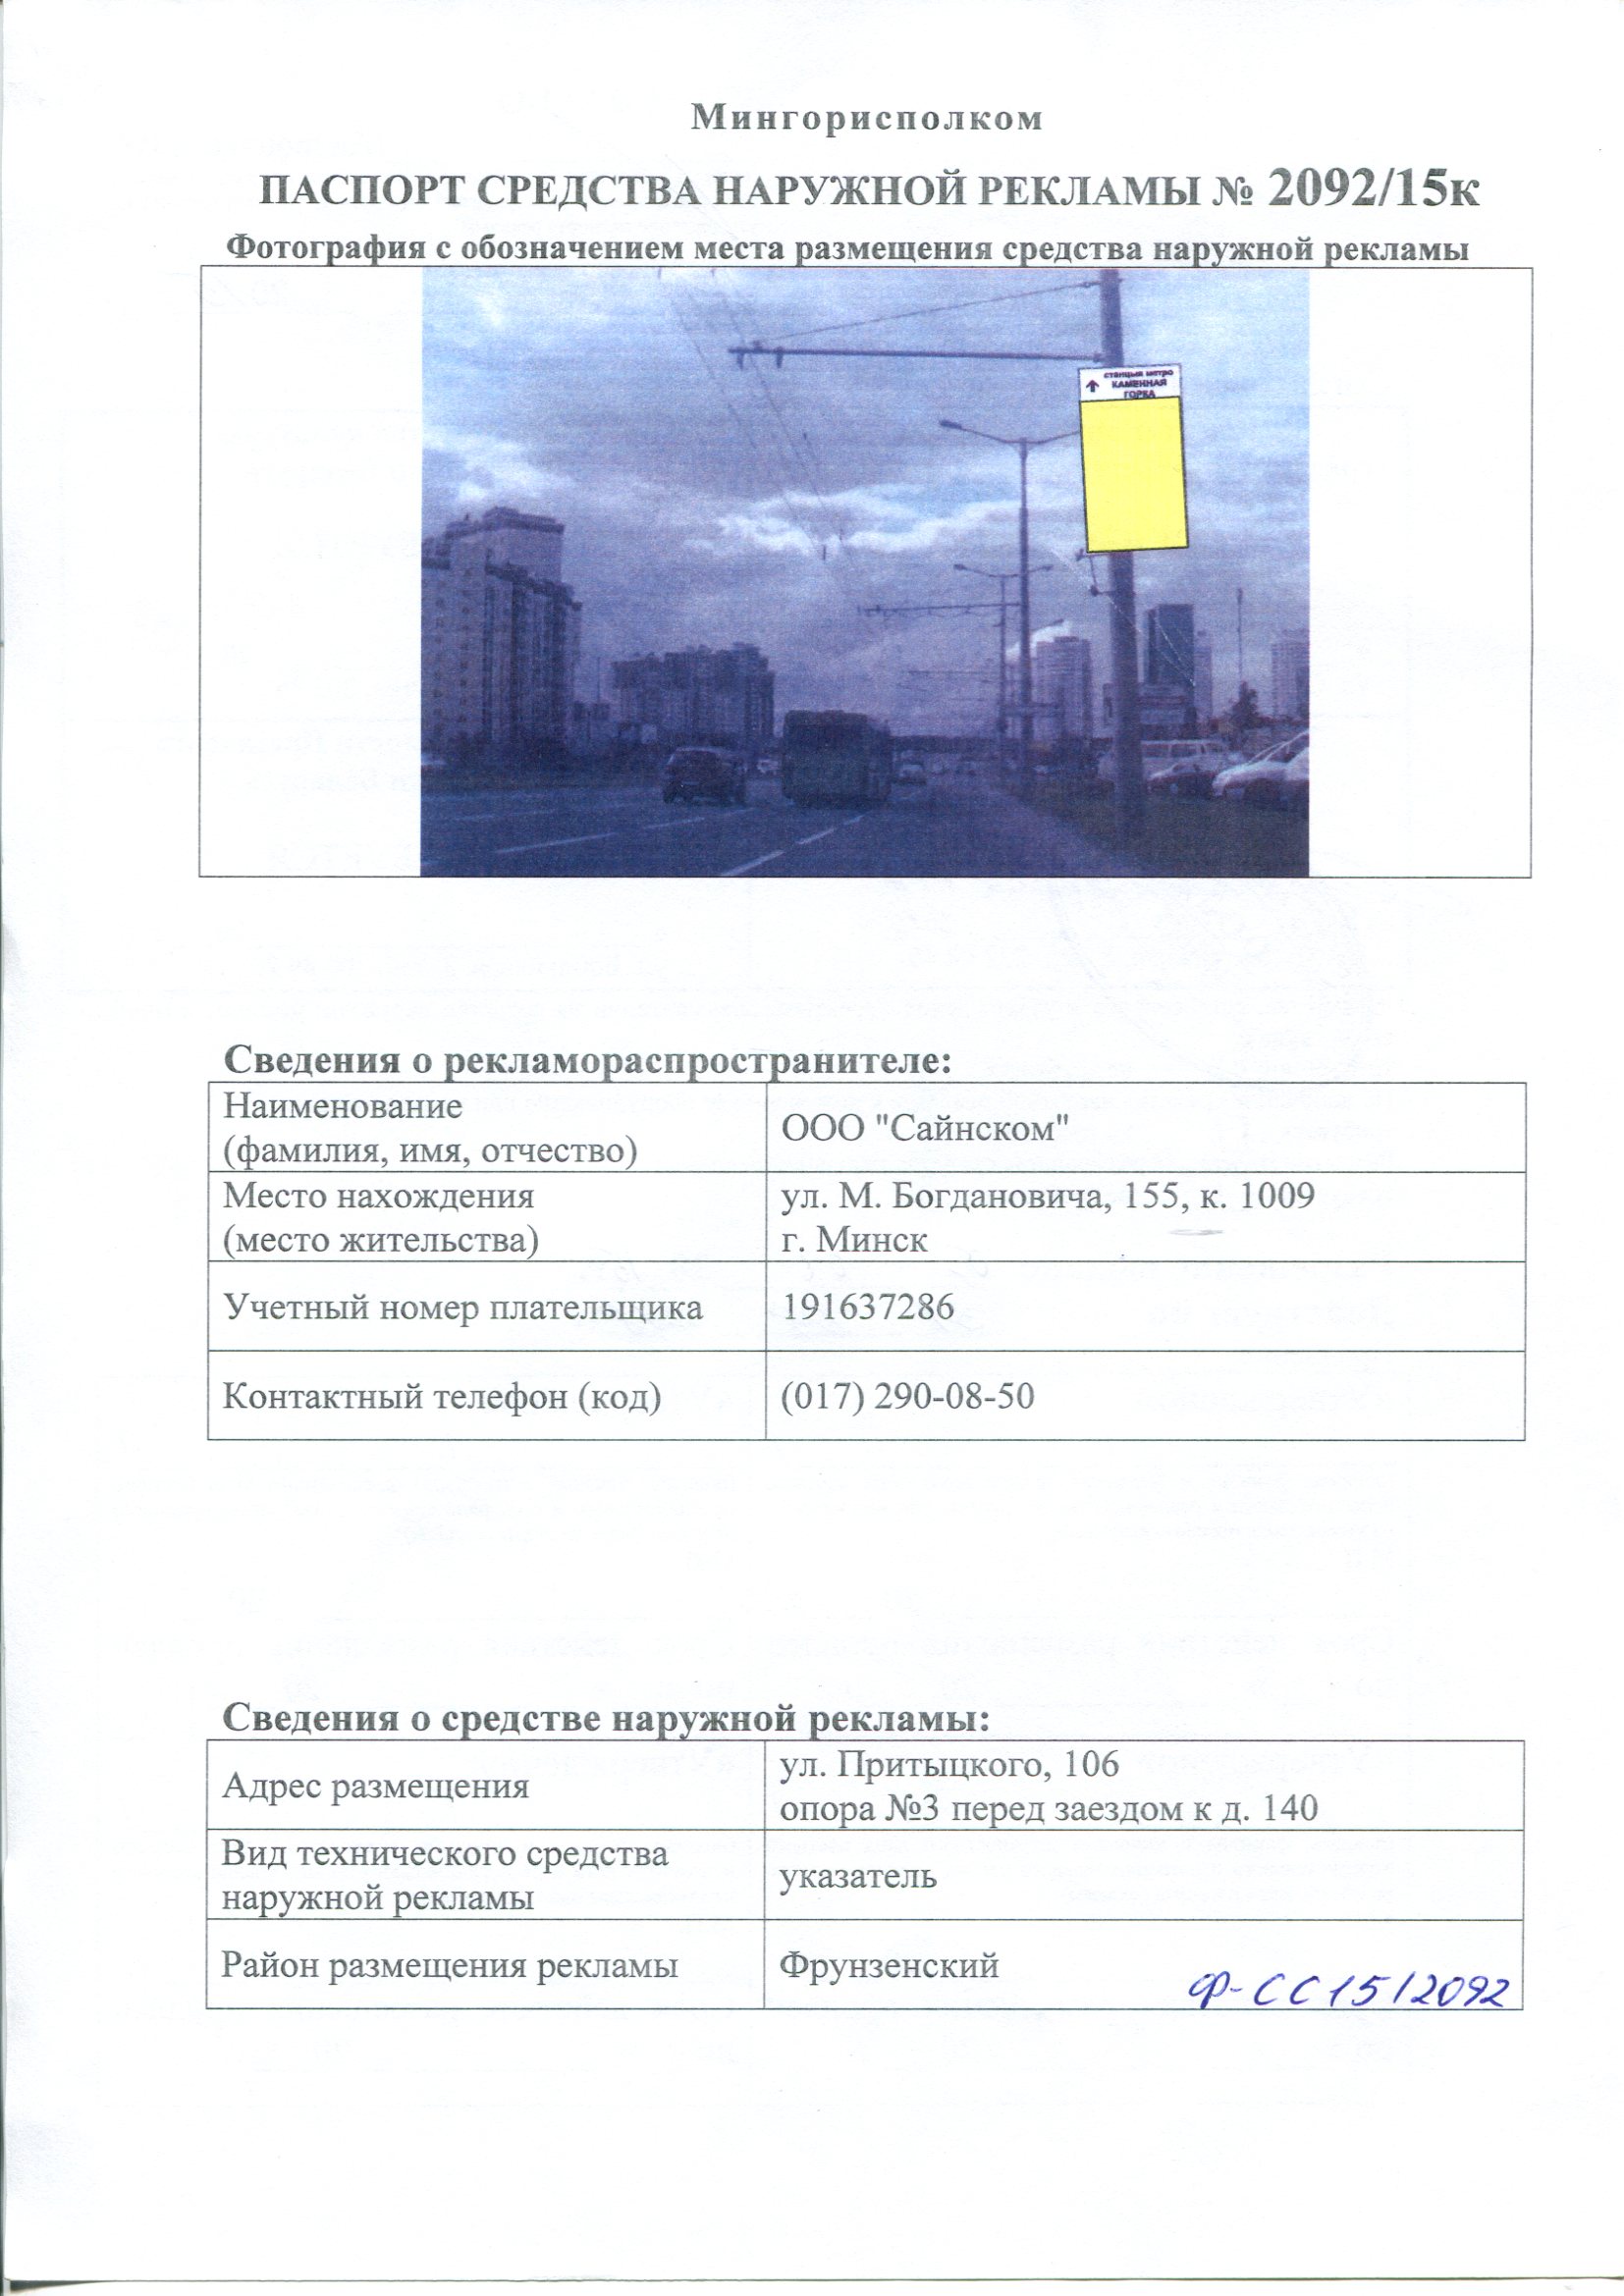 Мингорисполком
ПАСПОРТ СРЕДСТВА НАРУЖНОЙ РЕКЛАМЫ № 2092/15к
Фотография с обозначением места размещения средства наружной рекламы
станцыя метро
КАМЕННАЯ
ГОРКА
Сведения о рекламораспространителе:
Наименование
(фамилия, имя, отчество)
ООО "Сайнском"
Место нахождения
(место жительства)
ул. М. Богдановича, 155, к. 1009
г. Минск
Учетный номер плательщика
191637286
Контактный телефон (код)
(017) 290-08-50
Сведения о средстве наружной рекламы:
Адрес размещения
ул. Притыцкого, 106
опора №3 перед заездом к д. 140
Вид технического средства
наружной рекламы
указатель
Район размещения рекламы
Фрунзенский
Ф-СС15/2092